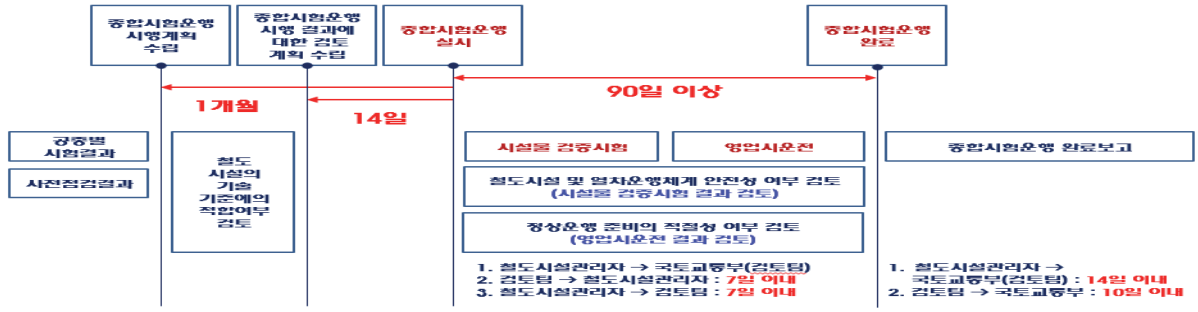 종합시험운행
시행계획
수립
종합시험운행
시행 결과에
대한 검토
계획 수립
종합시험운행
실시
종합시험운행
완료
1개월
14일
90일 이상
공종별
시험결과
사전점검결과
철도
시설의
기술
기준에의
적합여부
검토
시설물 검증시험
영업시운전
종합시험운행 완료보고
철도시설 및 열차운행체계 안전성 여부 검토
(시설물 검증시험 결과 검토)
정상운행 준비의 적절성 여부 검토
(영업시운전 결과 검토)
1. 철도시설관리자 → 국토교통부(검토팀)
2. 검토팀 → 철도시설관리자 : 7일 이내
3. 철도시설관리자 → 검토팀 : 7일 이내
1. 철도시설관리자 →
국토교통부(검토팀) : 14일 이내
2. 검토팀 → 국토교통부 : 10일 이내